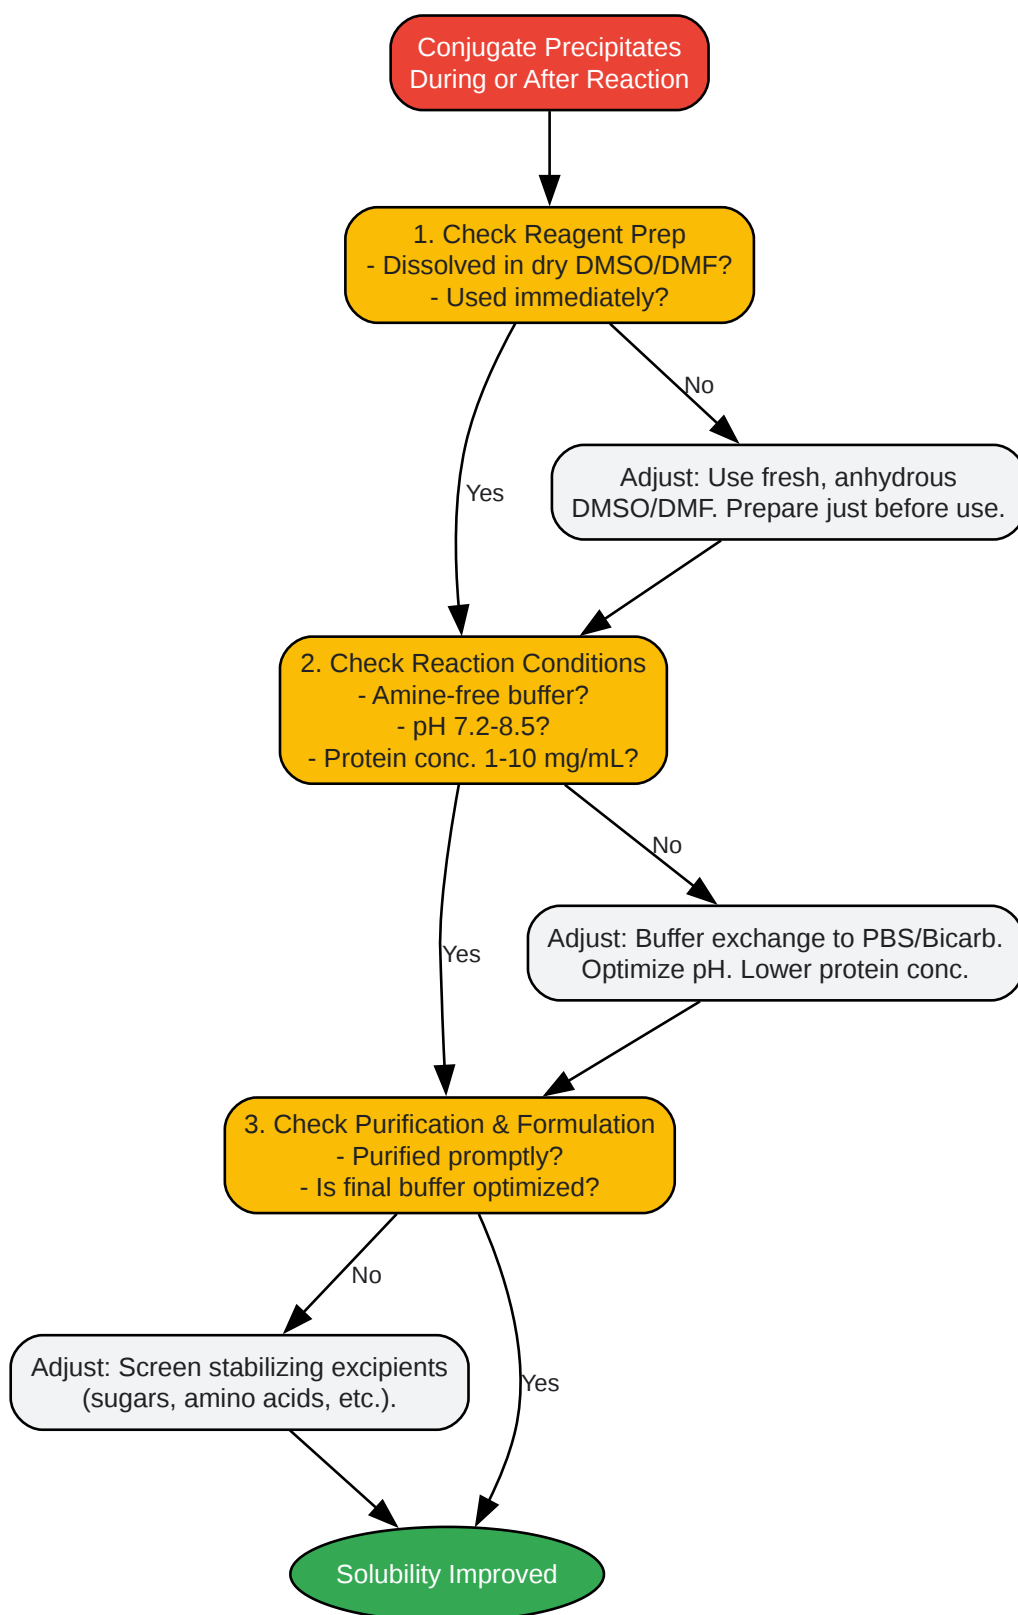 Conjugate Precipitates
During or After Reaction
1. Check Reagent Prep
- Dissolved in dry DMSO/DMF?
- Used immediately?
No
Adjust: Use fresh, anhydrous
DMSO/DMF. Prepare just before use.
Yes
2. Check Reaction Conditions
- Amine-free buffer?
- pH 7.2-8.5?
- Protein conc. 1-10 mg/mL?
No
Adjust: Buffer exchange to PBS/Bicarb.
Optimize pH. Lower protein conc.
Yes
3. Check Purification & Formulation
- Purified promptly?
- Is final buffer optimized?
No
Adjust: Screen stabilizing excipients
(sugars, amino acids, etc.).
Yes
Solubility Improved